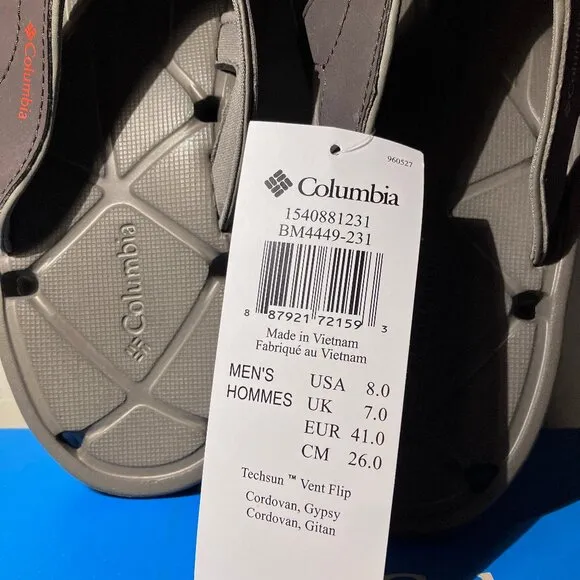 Columbia
Columbia
960527
Columbia
1540881231
BM4449-231
8 87921 72159 3
Made in Vietnam
Fabriqué au Vietnam
MEN'S
HOMMES
USA 8.0
UK 7.0
EUR 41.0
CM 26.0
Techsun ™ Vent Flip
Cordovan, Gypsy
Cordovan, Gitan